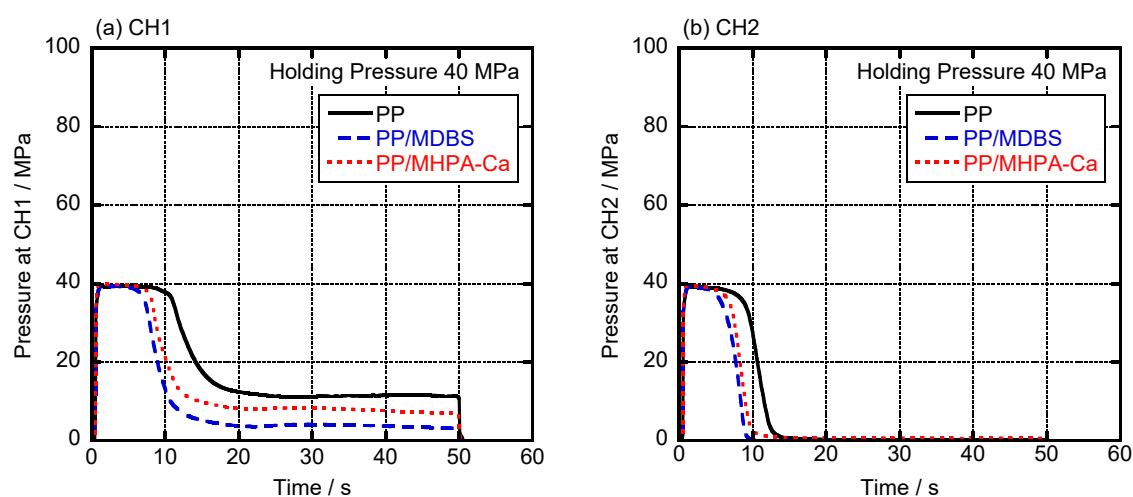 (a) CH1
Holding Pressure 40 MPa
PP
PP/MDBS
PP/MHPA-Ca
Pressure at CH1 / MPa
100
80
60
40
20
0
0 10 20 30 40 50 60
Time / s
(b) CH2
Holding Pressure 40 MPa
PP
PP/MDBS
PP/MHPA-Ca
Pressure at CH2 / MPa
100
80
60
40
20
0
0 10 20 30 40 50 60
Time / s